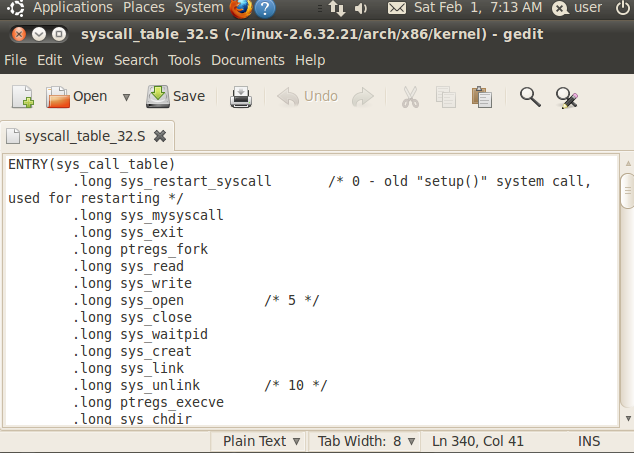 Applications Places System ? Sat Feb 1, 7:13 AM user
syscall_table_32.S (~/linux-2.6.32.21/arch/x86/kernel) - gedit
File Edit View Search Tools Documents Help
Open Save Undo
syscall_table_32.S
ENTRY(sys_call_table)
.long sys_restart_syscall /* 0 - old "setup()" system call,
used for restarting */
.long sys_mysyscall
.long sys_exit
.long ptregs_fork
.long sys_read
.long sys_write
.long sys_open /* 5 */
.long sys_close
.long sys_waitpid
.long sys_creat
.long sys_link
.long sys_unlink /* 10 */
.long ptregs_execve
.long sys_chdir
Plain Text Tab Width: 8 Ln 340, Col 41 INS